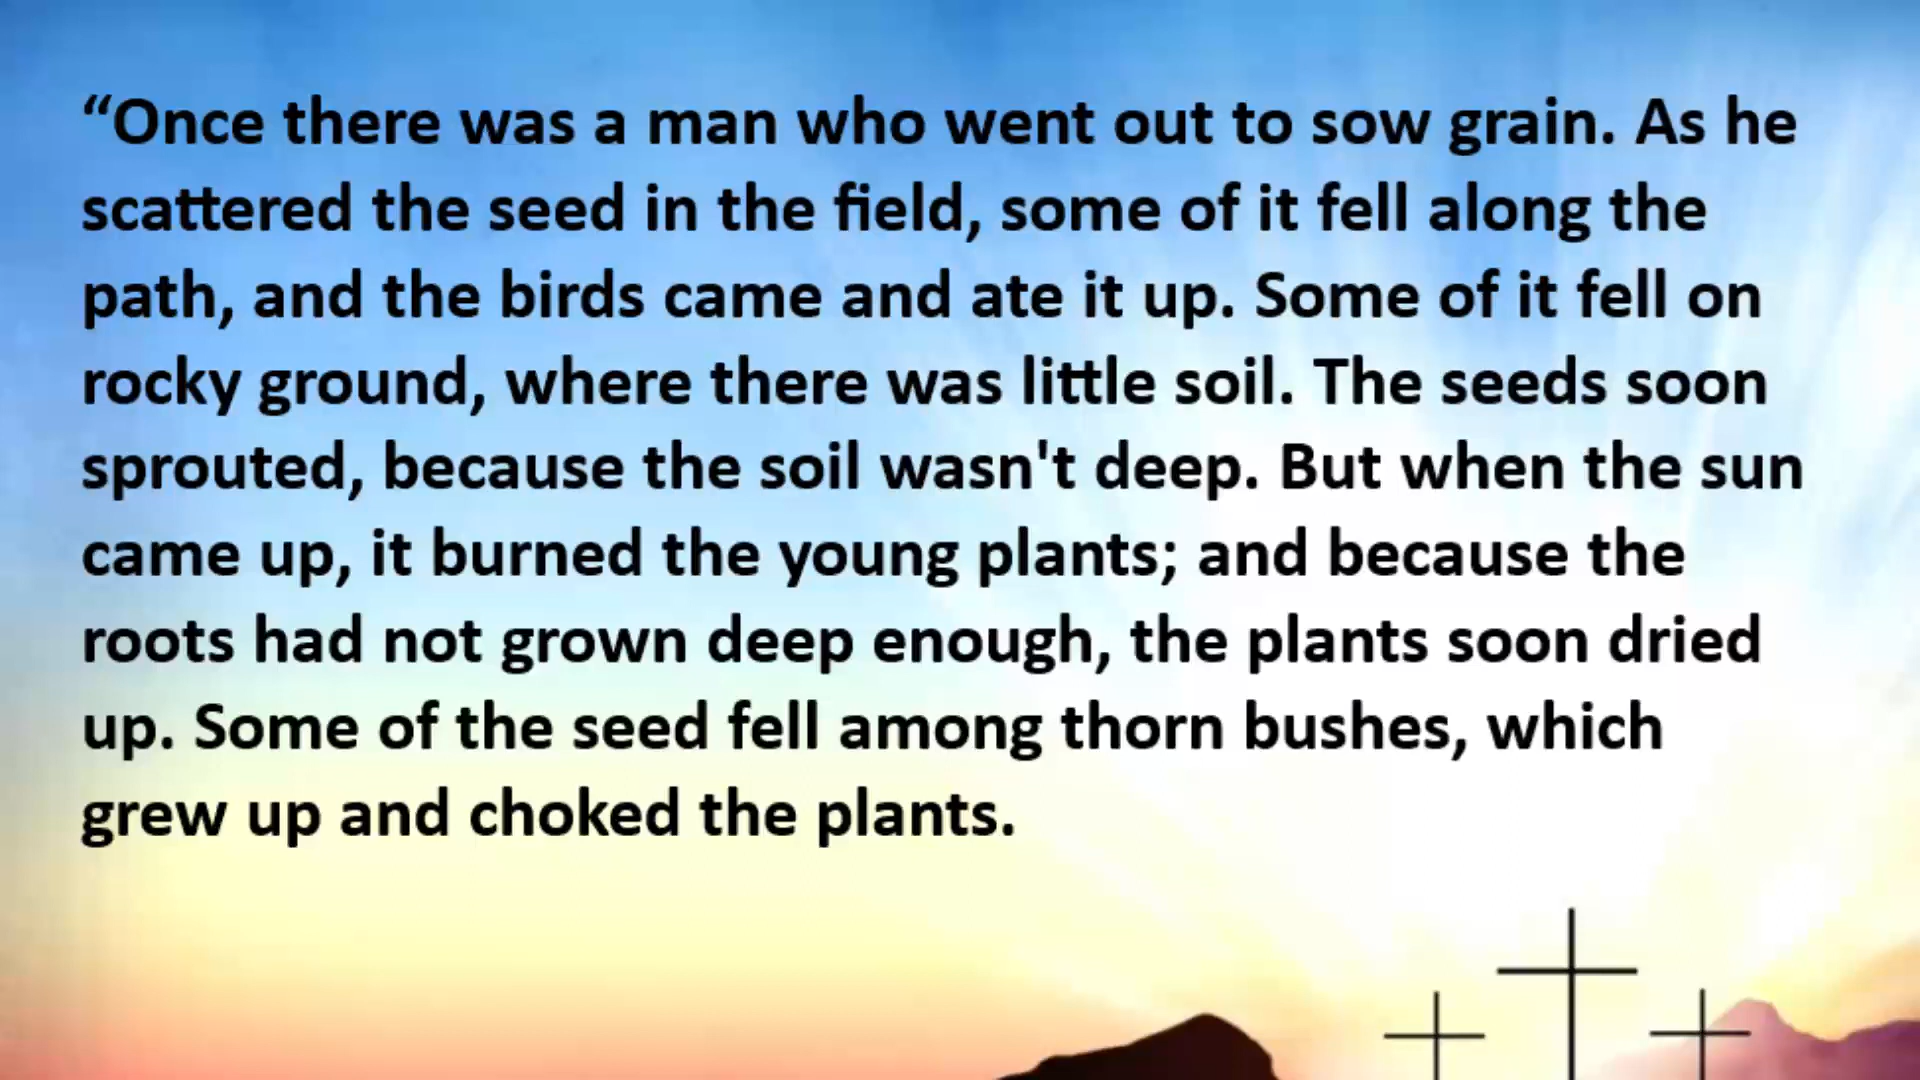 “Once there was a man who went out to sow grain. As he
scattered the seed in the field, some of it fell along the
path, and the birds came and ate it up. Some of it fell on
rocky ground, where there was little soil. The seeds soon
sprouted, because the soil wasn't deep. But when the sun
came up, it burned the young plants; and because the
roots had not grown deep enough, the plants soon dried
up. Some of the seed fell among thorn bushes, which
grew up and choked the plants.